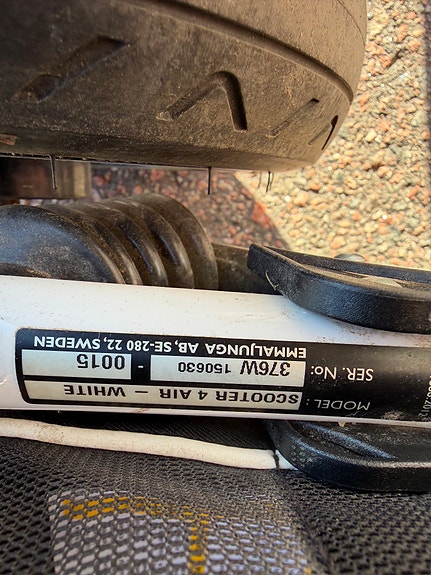 MODEL: SCOOTER 4 AIR – WHITE
SER. No: 376W 150630 - 0015
EMMALJUNGA AB, SE-280 22, SWEDEN